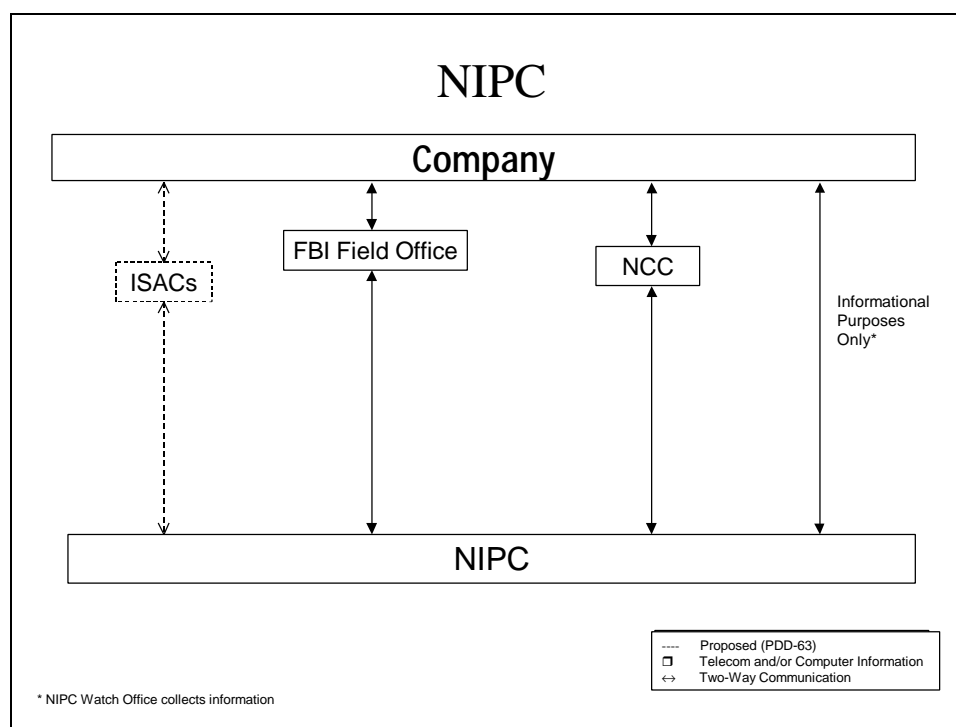 NIPC
Company
FBI Field Office
NCC
ISACs
Informational
Purposes
Only*
NIPC
---- Proposed (PDD-63)
❒ Telecom and/or Computer Information
↔ Two-Way Communication
* NIPC Watch Office collects information